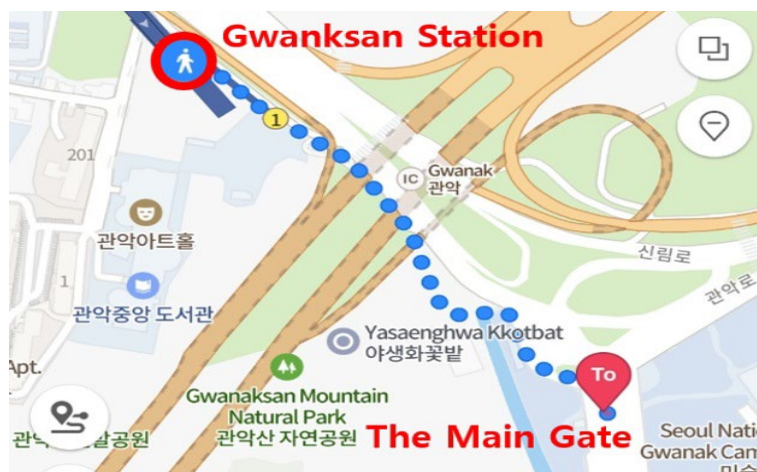 Gwanksan Station
1
201
IC
Gwanak
관악
관악아트홀
신림로
관악로
1
관악중앙 도서관
Yasaenghwa Kkotbat
야생화꽃밭
Apt.
To
Gwanaksan Mountain
Natural Park
관악산 자연공원
The Main Gate
Seoul Nati
Gwanak Cam